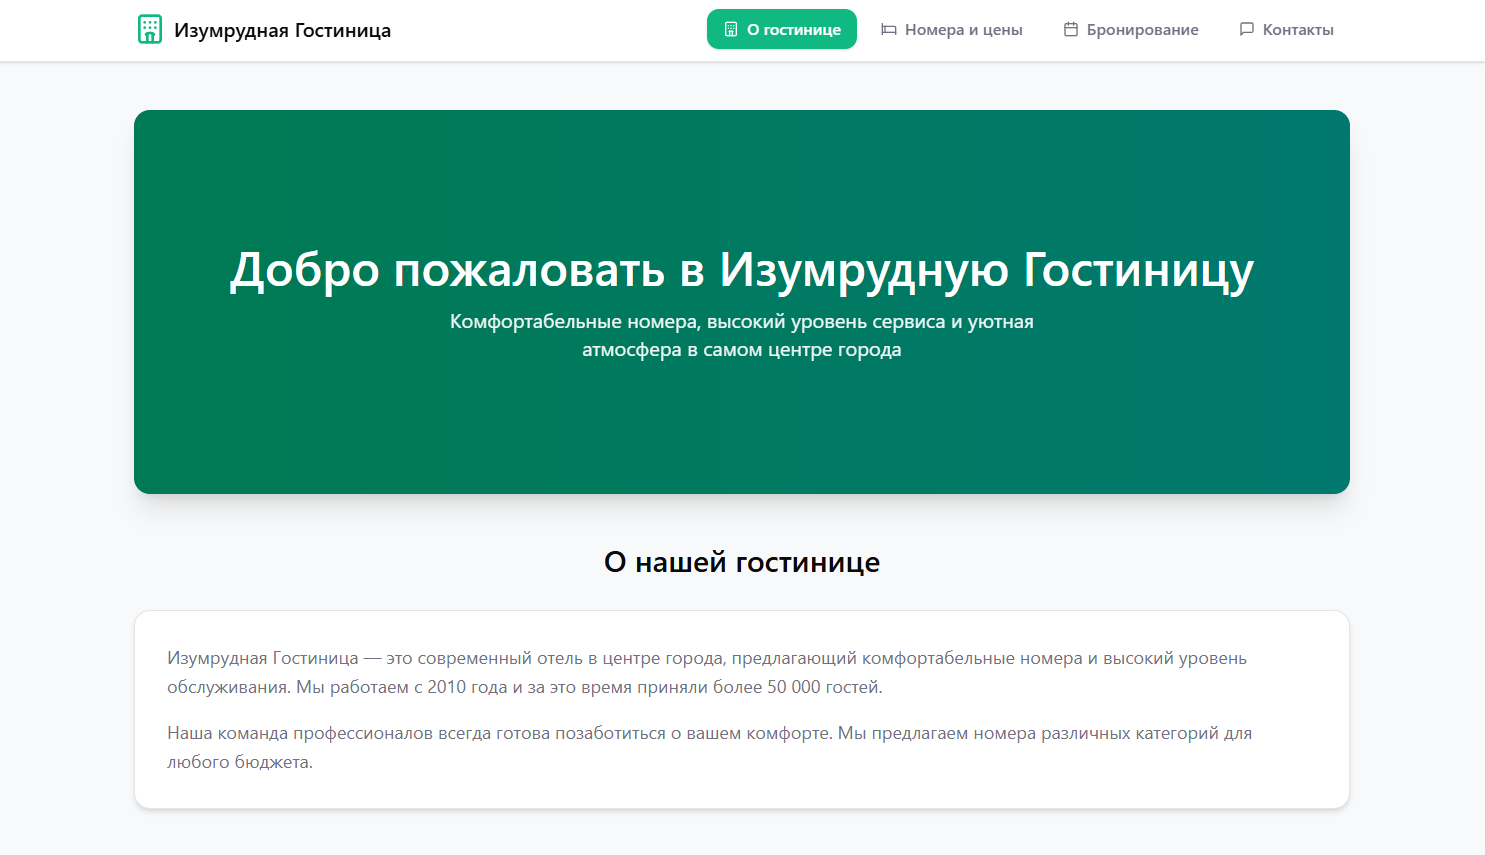 Изумрудная Гостиница
О гостинице
Номера и цены
Бронирование
Контакты
Добро пожаловать в Изумрудную Гостиницу
Комфортабельные номера, высокий уровень сервиса и уютная
атмосфера в самом центре города
О нашей гостинице
Изумрудная Гостиница — это современный отель в центре города, предлагающий комфортабельные номера и высокий уровень
обслуживания. Мы работаем с 2010 года и за это время приняли более 50 000 гостей.
Наша команда профессионалов всегда готова позаботиться о вашем комфорте. Мы предлагаем номера различных категорий для
любого бюджета.